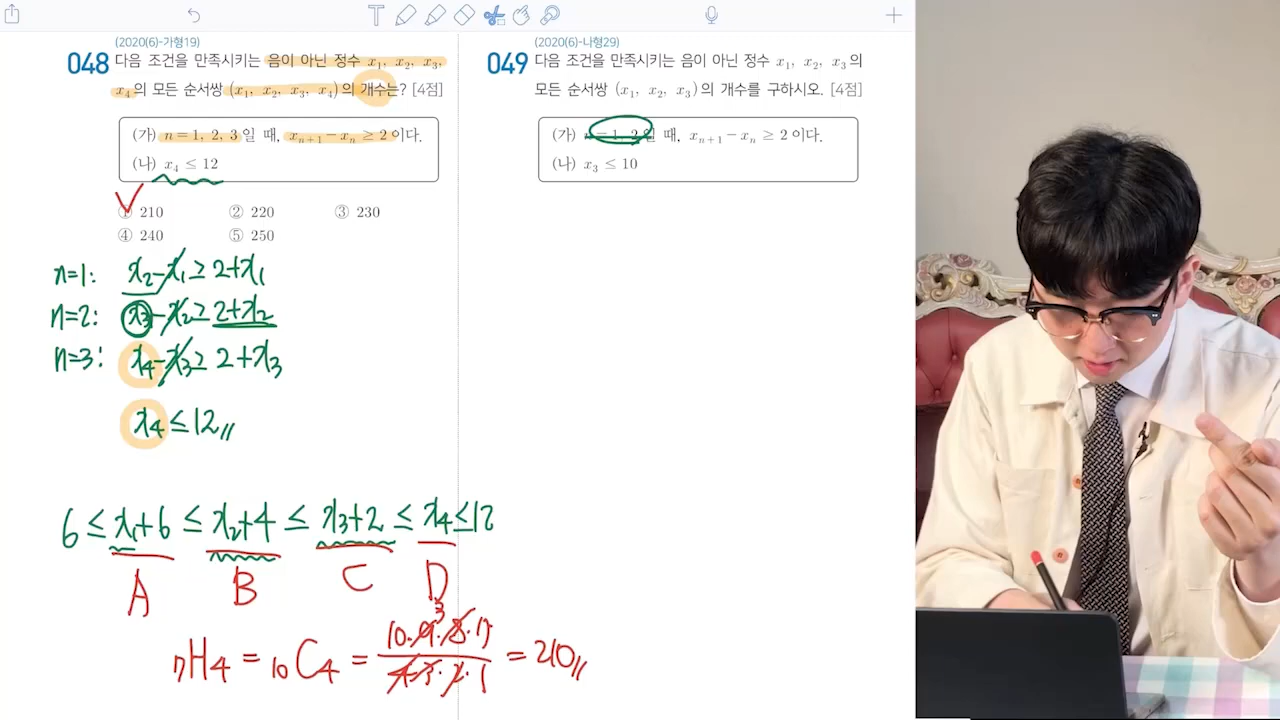 (2020(6)-가형19)
048 다음 조건을 만족시키는 음이 아닌 정수 x₁, x₂, x₃,
x₄의 모든 순서쌍 (x₁, x₂, x₃, x₄)의 개수는? [4점]
(가) n=1, 2, 3일 때, xₙ₊₁−xₙ≥2이다.
(나) x₄≤12
① 210 ② 220 ③ 230
④ 240 ⑤ 250
n=1: x₂-x₁≥2+x₁
n=2: x₃-x₂≥2+x₂
n=3: x₄-x₃≥2+x₃
x₄≤12
6≤x₁+6≤x₂+4≤x₃+2≤x₄≤12
A B C D
₇H₄=₁₀C₄=10·9·8·7/4·3·2·1=210
3
(2020(6)-나형29)
049 다음 조건을 만족시키는 음이 아닌 정수 x₁, x₂, x₃의
모든 순서쌍 (x₁, x₂, x₃)의 개수를 구하시오. [4점]
(가) n=1, 2일 때, xₙ₊₁−xₙ≥2이다.
(나) x₃≤10